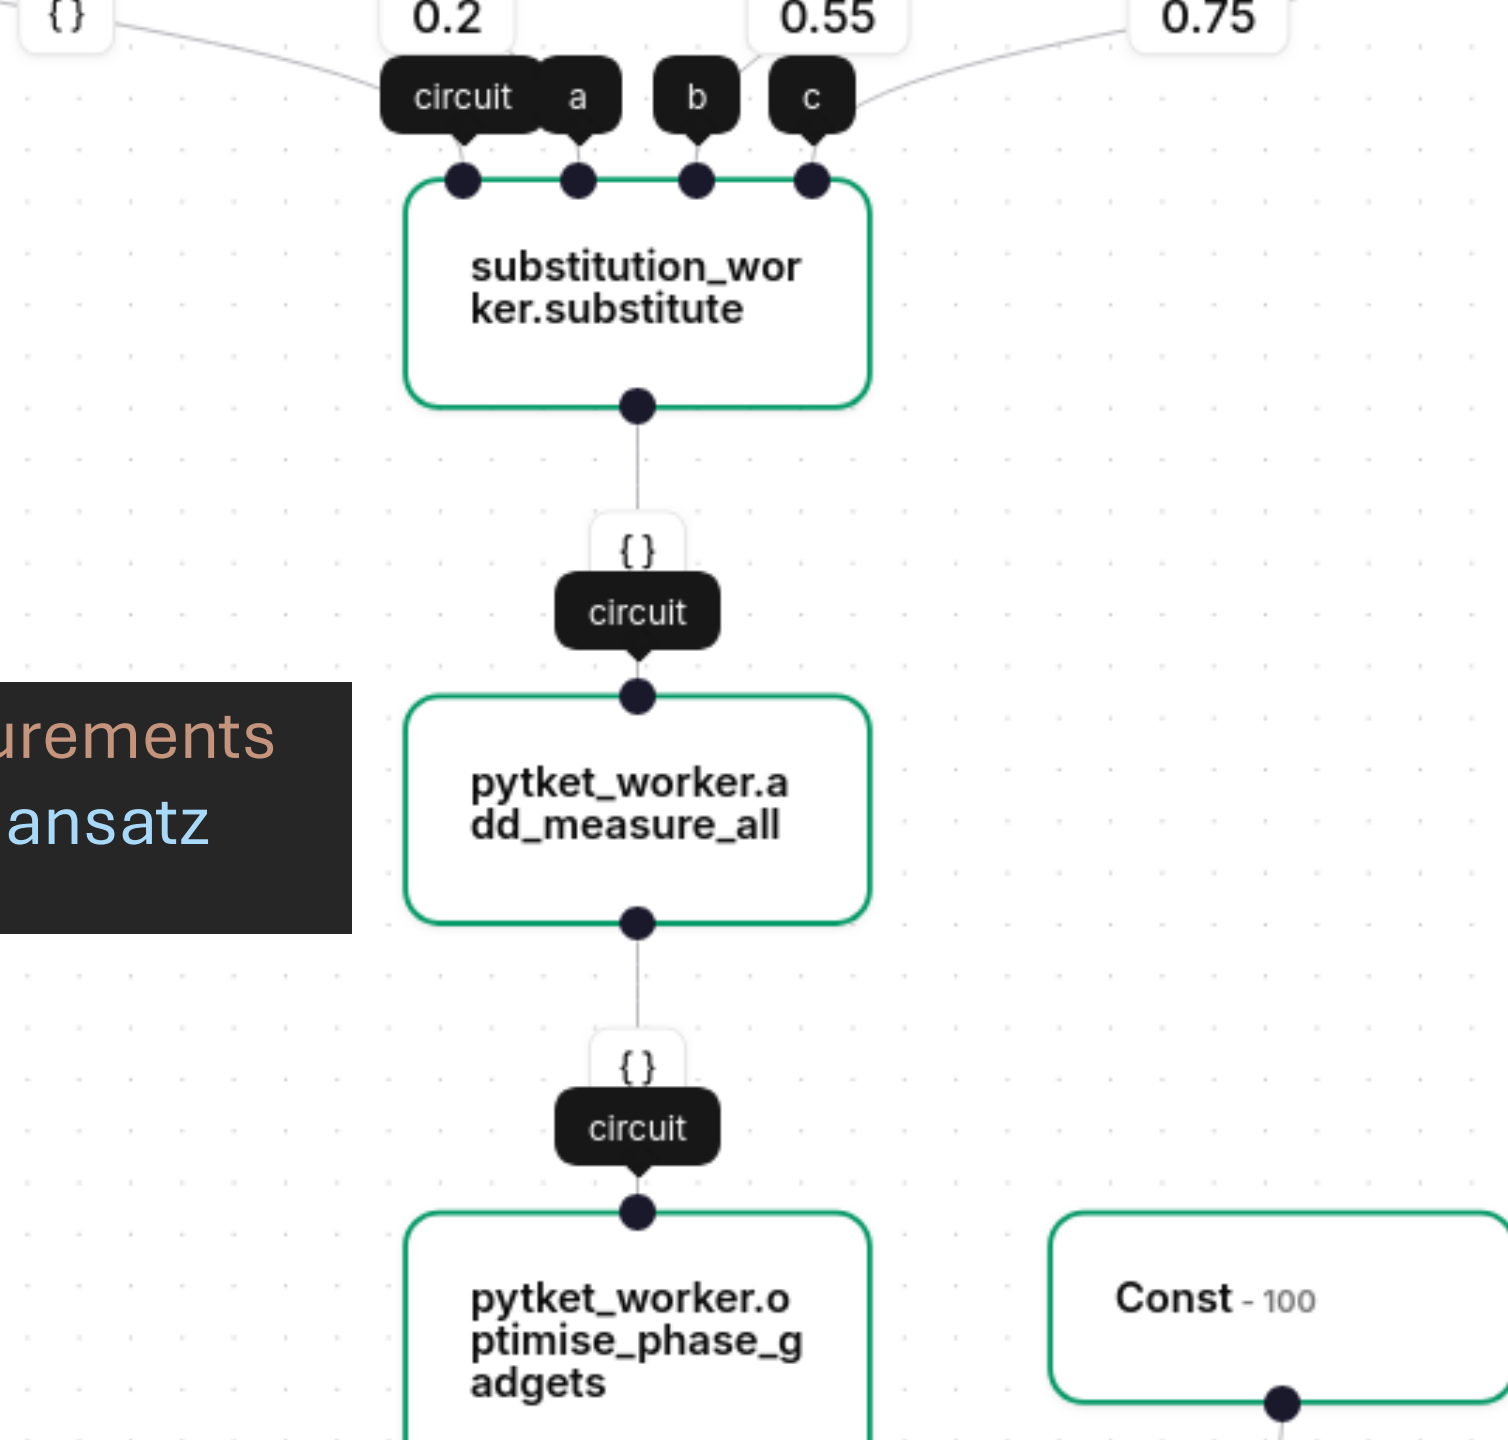 {}
0.2
0.55
0.75
circuit
a
b
c
substitution_wor
ker.substitute
{}
circuit
urements
ansatz
pytket_worker.a
dd_measure_all
{}
circuit
pytket_worker.o
ptimise_phase_g
adgets
Const - 100